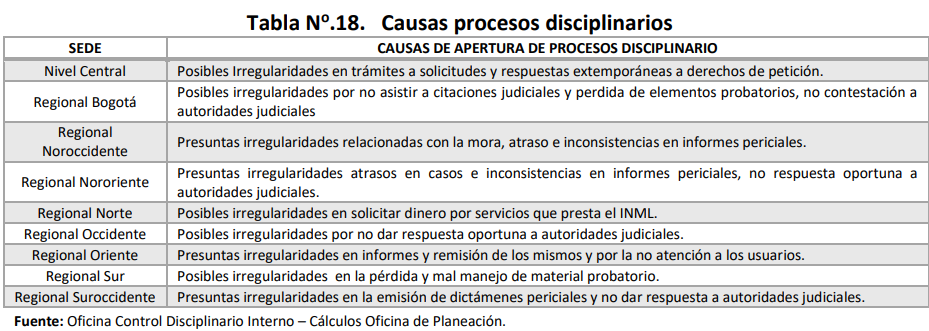 Tabla Nº.18. Causas procesos disciplinarios
SEDE CAUSAS DE APERTURA DE PROCESOS DISCIPLINARIO
Nivel Central Posibles Irregularidades en trámites a solicitudes y respuestas extemporáneas a derechos de petición.
Regional Bogotá Posibles irregularidades por no asistir a citaciones judiciales y perdida de elementos probatorios, no contestación a
autoridades judiciales
Regional
Noroccidente Presuntas irregularidades relacionadas con la mora, atraso e inconsistencias en informes periciales.
Regional Nororiente Presuntas irregularidades atrasos en casos e inconsistencias en informes periciales, no respuesta oportuna a
autoridades judiciales.
Regional Norte Posibles irregularidades en solicitar dinero por servicios que presta el INML.
Regional Occidente Posibles irregularidades por no dar respuesta oportuna a autoridades judiciales.
Regional Oriente Presuntas irregularidades en informes y remisión de los mismos y por la no atención a los usuarios.
Regional Sur Posibles irregularidades en la pérdida y mal manejo de material probatorio.
Regional Suroccidente Presuntas irregularidades en la emisión de dictámenes periciales y no dar respuesta a autoridades judiciales.
Fuente: Oficina Control Disciplinario Interno – Cálculos Oficina de Planeación.